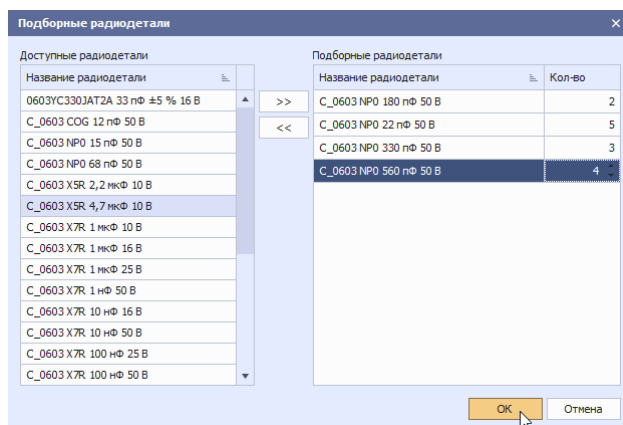 Подборные радиодетали
Доступные радиодетали
Название радиодетали
0603YC330JAT2A 33 пФ ±5 % 16 В
C_0603 COG 12 пФ 50 В
C_0603 NP0 15 пФ 50 В
C_0603 NP0 68 пФ 50 В
C_0603 X5R 2,2 мкФ 10 В
C_0603 X5R 4,7 мкФ 10 В
C_0603 X7R 1 мкФ 10 В
C_0603 X7R 1 мкФ 16 В
C_0603 X7R 1 мкФ 25 В
C_0603 X7R 1 нФ 50 В
C_0603 X7R 10 нФ 16 В
C_0603 X7R 10 нФ 50 В
C_0603 X7R 100 нФ 25 В
C_0603 X7R 100 нФ 50 В
>>
<<
Подборные радиодетали
Название радиодетали Кол-во
C_0603 NP0 180 пФ 50 В 2
C_0603 NP0 22 пФ 50 В 5
C_0603 NP0 330 пФ 50 В 3
C_0603 NP0 560 пФ 50 В 4
ОК Отмена